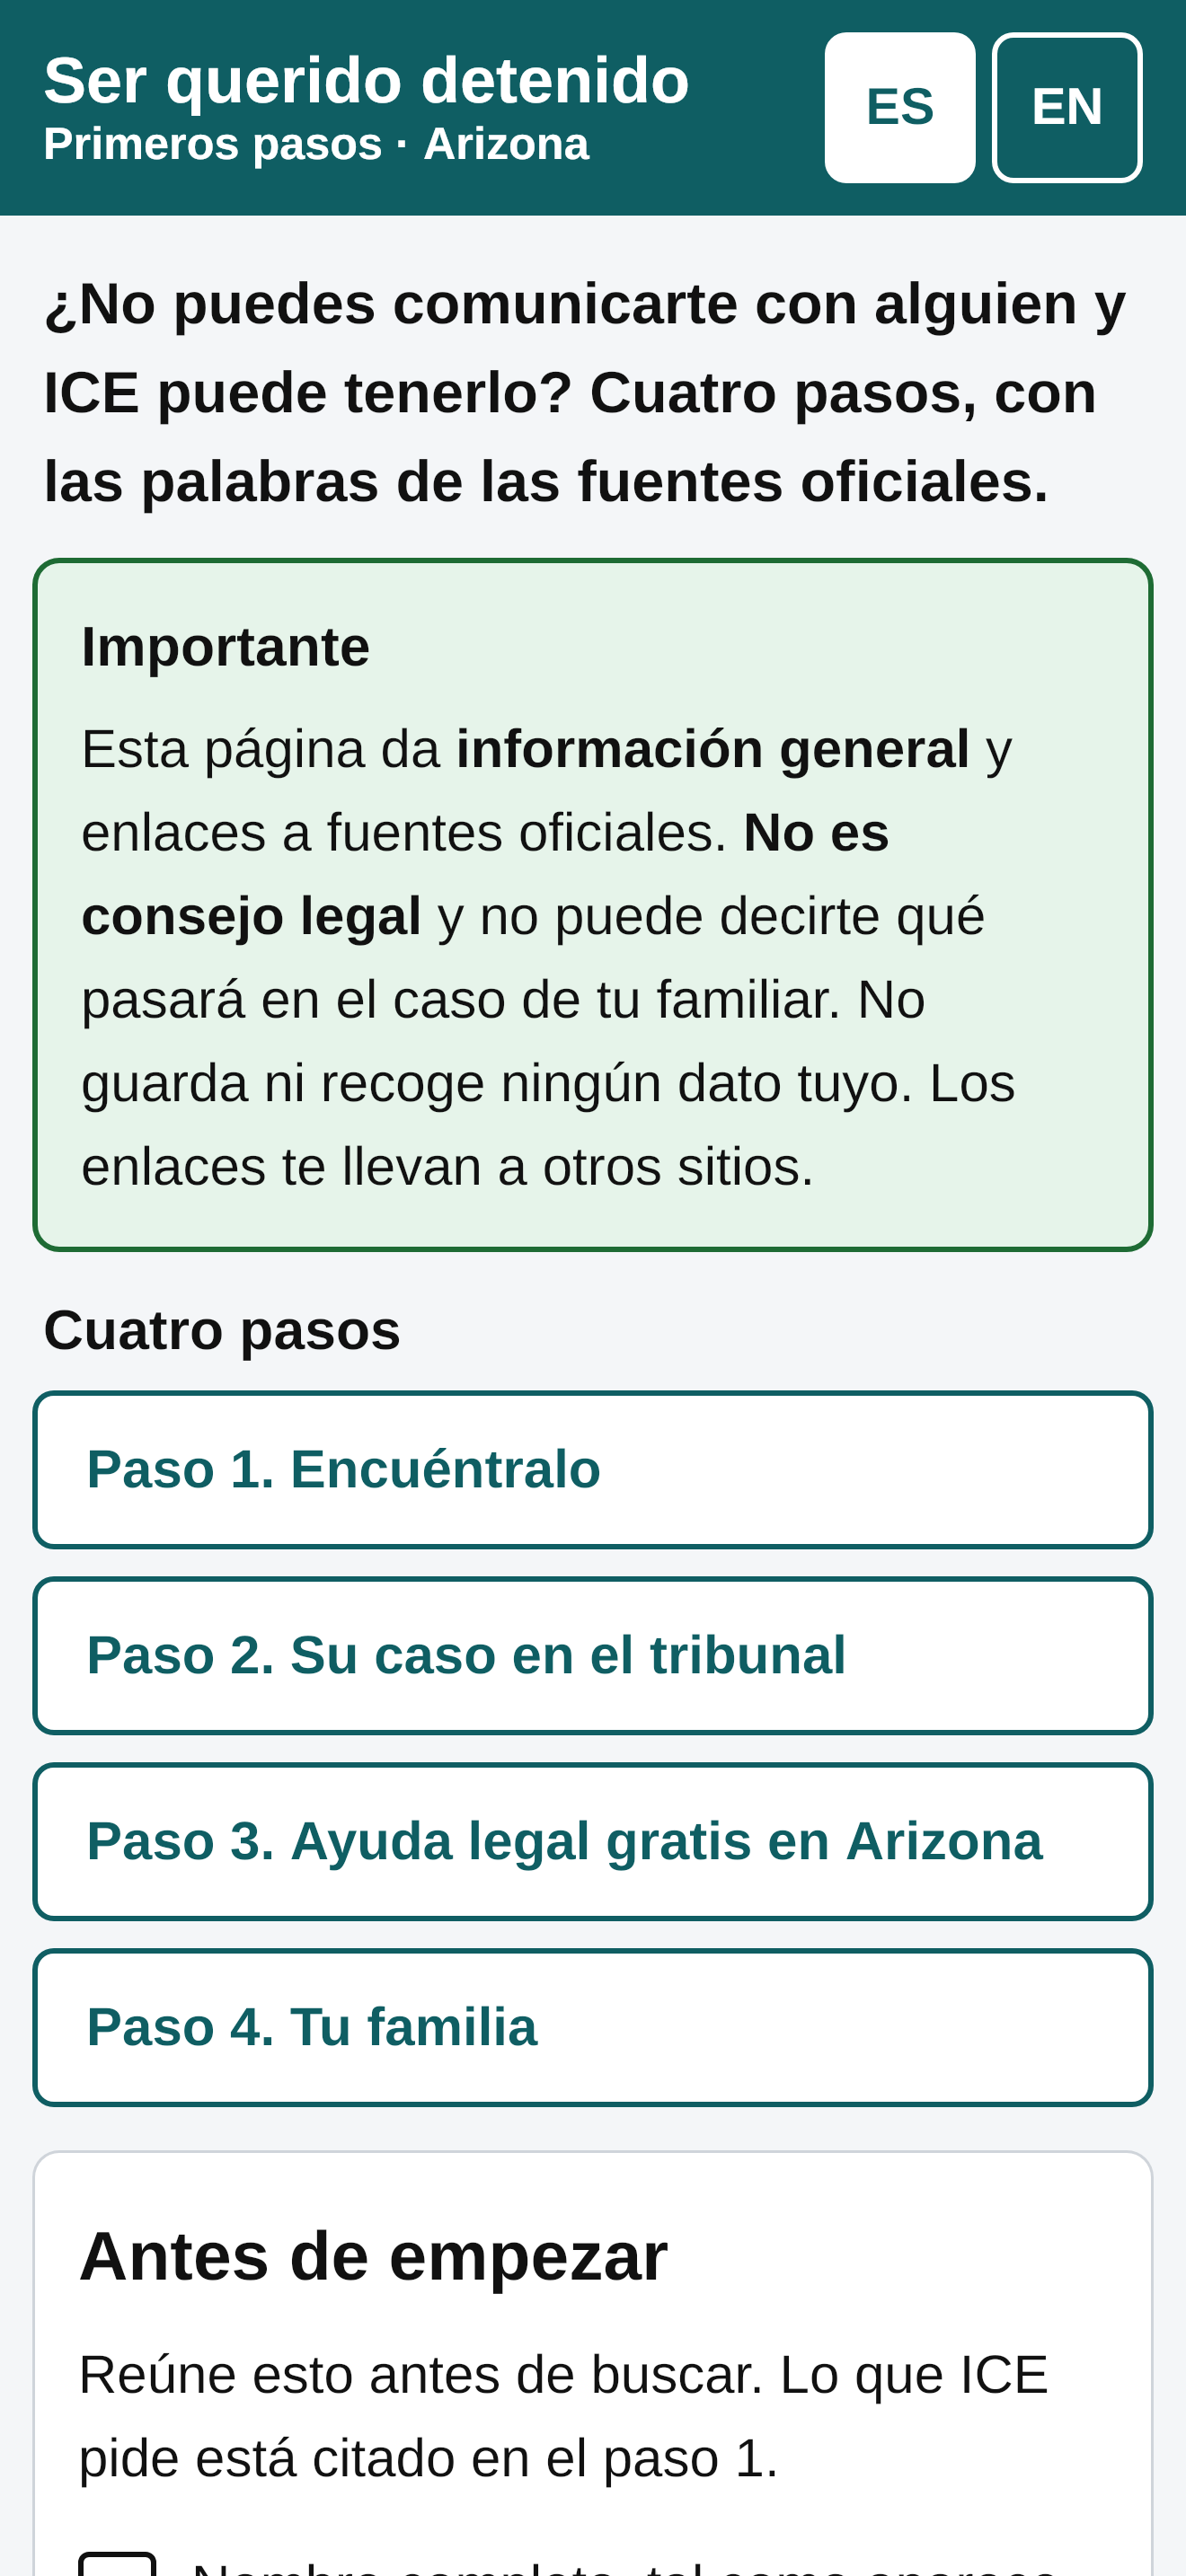 Ser querido detenido
Primeros pasos · Arizona
ES
EN
¿No puedes comunicarte con alguien y
ICE puede tenerlo? Cuatro pasos, con
las palabras de las fuentes oficiales.
Importante
Esta página da información general y
enlaces a fuentes oficiales. No es
consejo legal y no puede decirte qué
pasará en el caso de tu familiar. No
guarda ni recoge ningún dato tuyo. Los
enlaces te llevan a otros sitios.
Cuatro pasos
Paso 1. Encuéntralo
Paso 2. Su caso en el tribunal
Paso 3. Ayuda legal gratis en Arizona
Paso 4. Tu familia
Antes de empezar
Reúne esto antes de buscar. Lo que ICE
pide está citado en el paso 1.
Nombre completo, tal como aparece